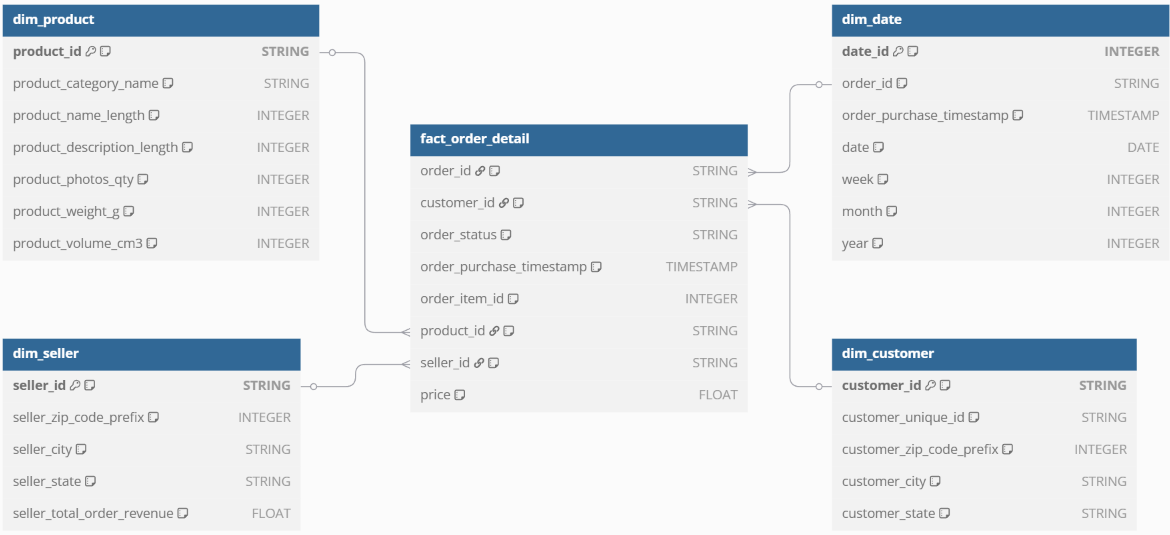 dim_product
product_id STRING
product_category_name STRING
product_name_length INTEGER
product_description_length INTEGER
product_photos_qty INTEGER
product_weight_g INTEGER
product_volume_cm3 INTEGER
dim_seller
seller_id STRING
seller_zip_code_prefix INTEGER
seller_city STRING
seller_state STRING
seller_total_order_revenue FLOAT
fact_order_detail
order_id STRING
customer_id STRING
order_status STRING
order_purchase_timestamp TIMESTAMP
order_item_id INTEGER
product_id STRING
seller_id STRING
price FLOAT
dim_date
date_id INTEGER
order_id STRING
order_purchase_timestamp TIMESTAMP
date DATE
week INTEGER
month INTEGER
year INTEGER
dim_customer
customer_id STRING
customer_unique_id STRING
customer_zip_code_prefix INTEGER
customer_city STRING
customer_state STRING